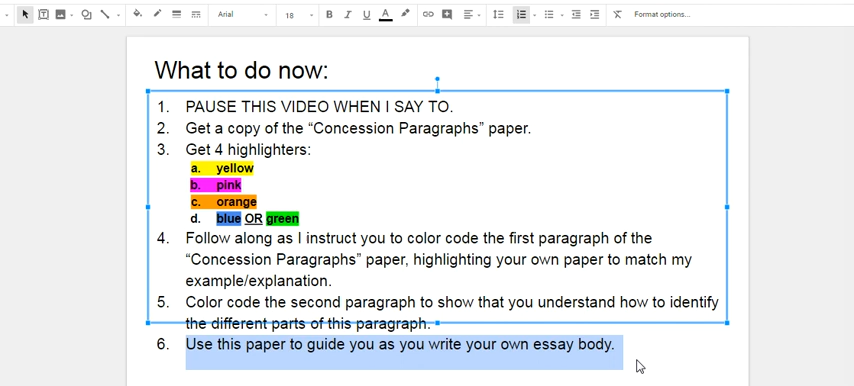 Arial 18 B I U A Format options...
What to do now:
1. PAUSE THIS VIDEO WHEN I SAY TO.
2. Get a copy of the “Concession Paragraphs” paper.
3. Get 4 highlighters:
a. yellow
b. pink
c. orange
d. blue OR green
4. Follow along as I instruct you to color code the first paragraph of the
“Concession Paragraphs” paper, highlighting your own paper to match my
example/explanation.
5. Color code the second paragraph to show that you understand how to identify
the different parts of this paragraph.
6. Use this paper to guide you as you write your own essay body.